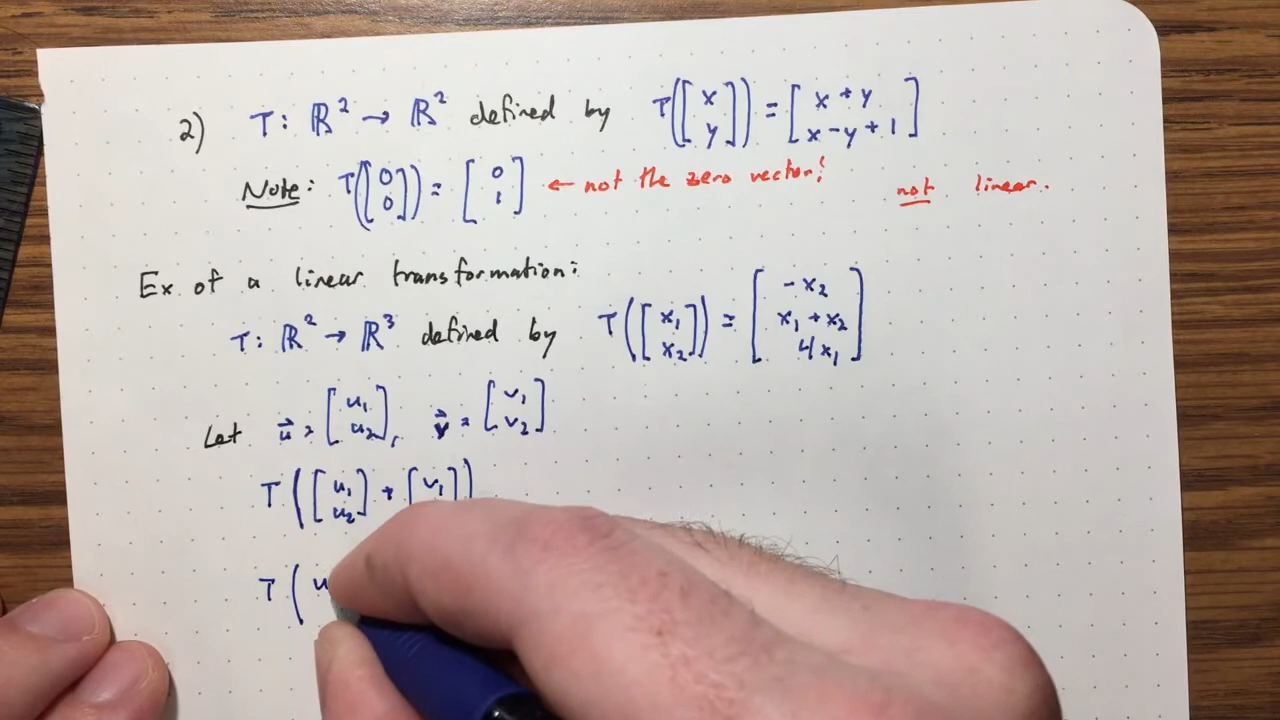 2) T: ℝ² → ℝ² defined by T([x y]) = [x + y x - y + 1]
Note: T([0 0]) = [0 1] ← not the zero vector! not linear.
Ex of a linear transformation:
T: ℝ² → ℝ³ defined by T([x₁ x₂]) = [-x₂ x₁ + x₂ 4x₁]
Let u⃗ = [u₁ u₂], v⃗ = [v₁ v₂]
T([u₁ u₂] + [v₁ ])
T(u